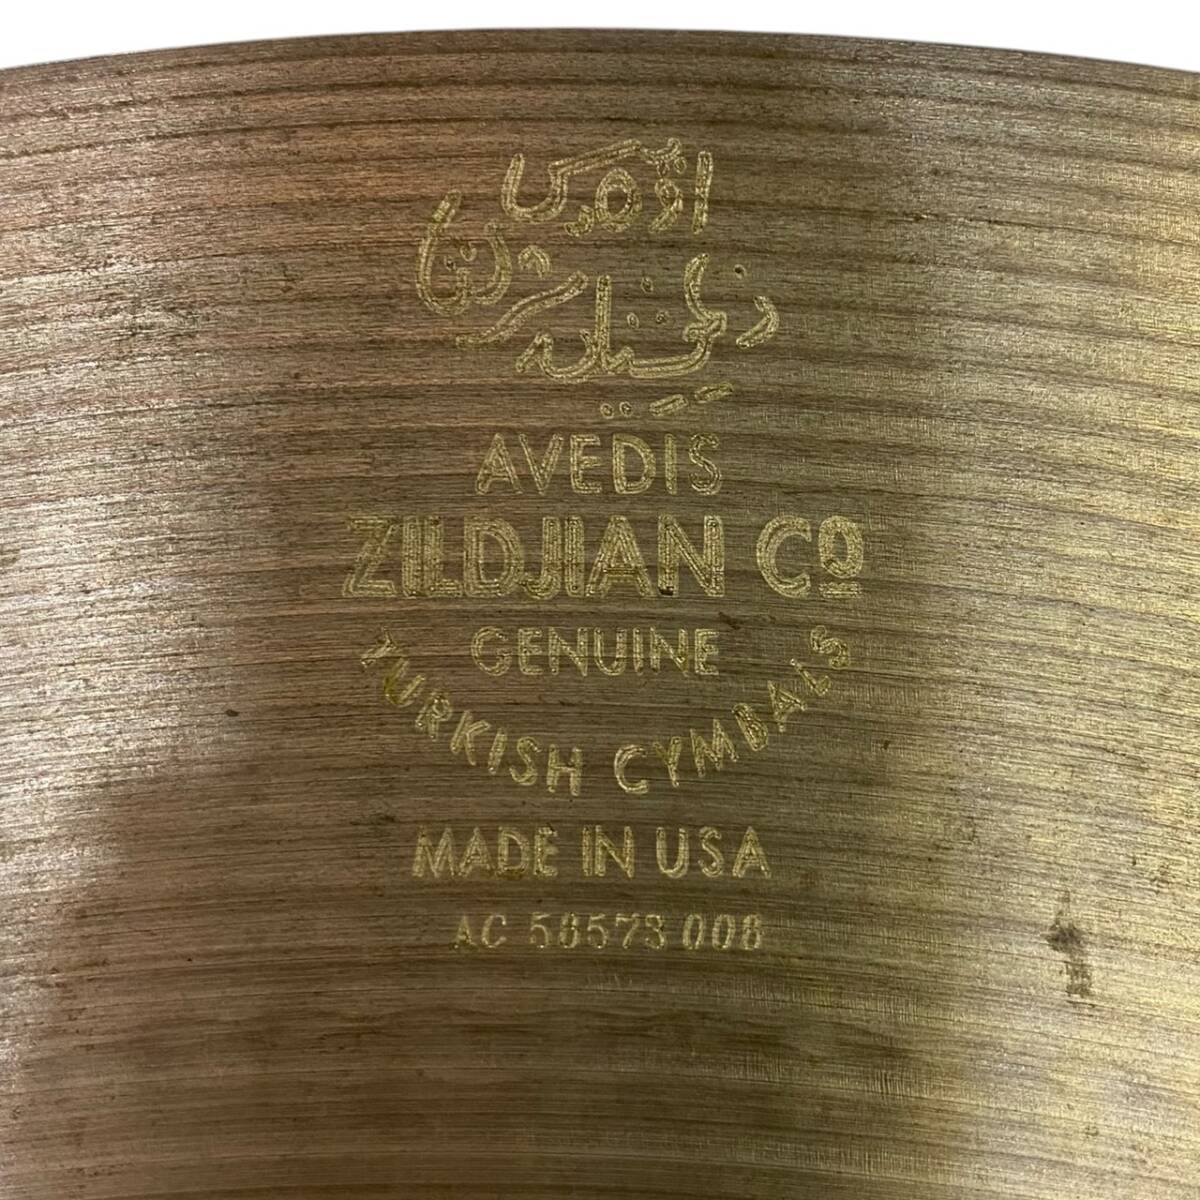 AVEDIS
ZILDJIAN Co
GENUINE
TURKISH CYMBALS
MADE IN USA
AC 58573 008